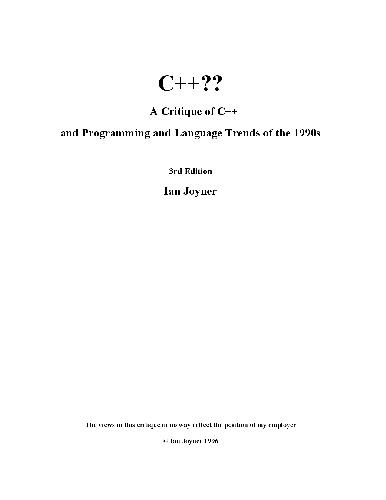 C++??
A Critique of C++
and Programming and Language Trends of the 1990s
3rd Edition
Ian Joyner
The views in this critique in no way reflect the position of my employer
© Ian Joyner 1996